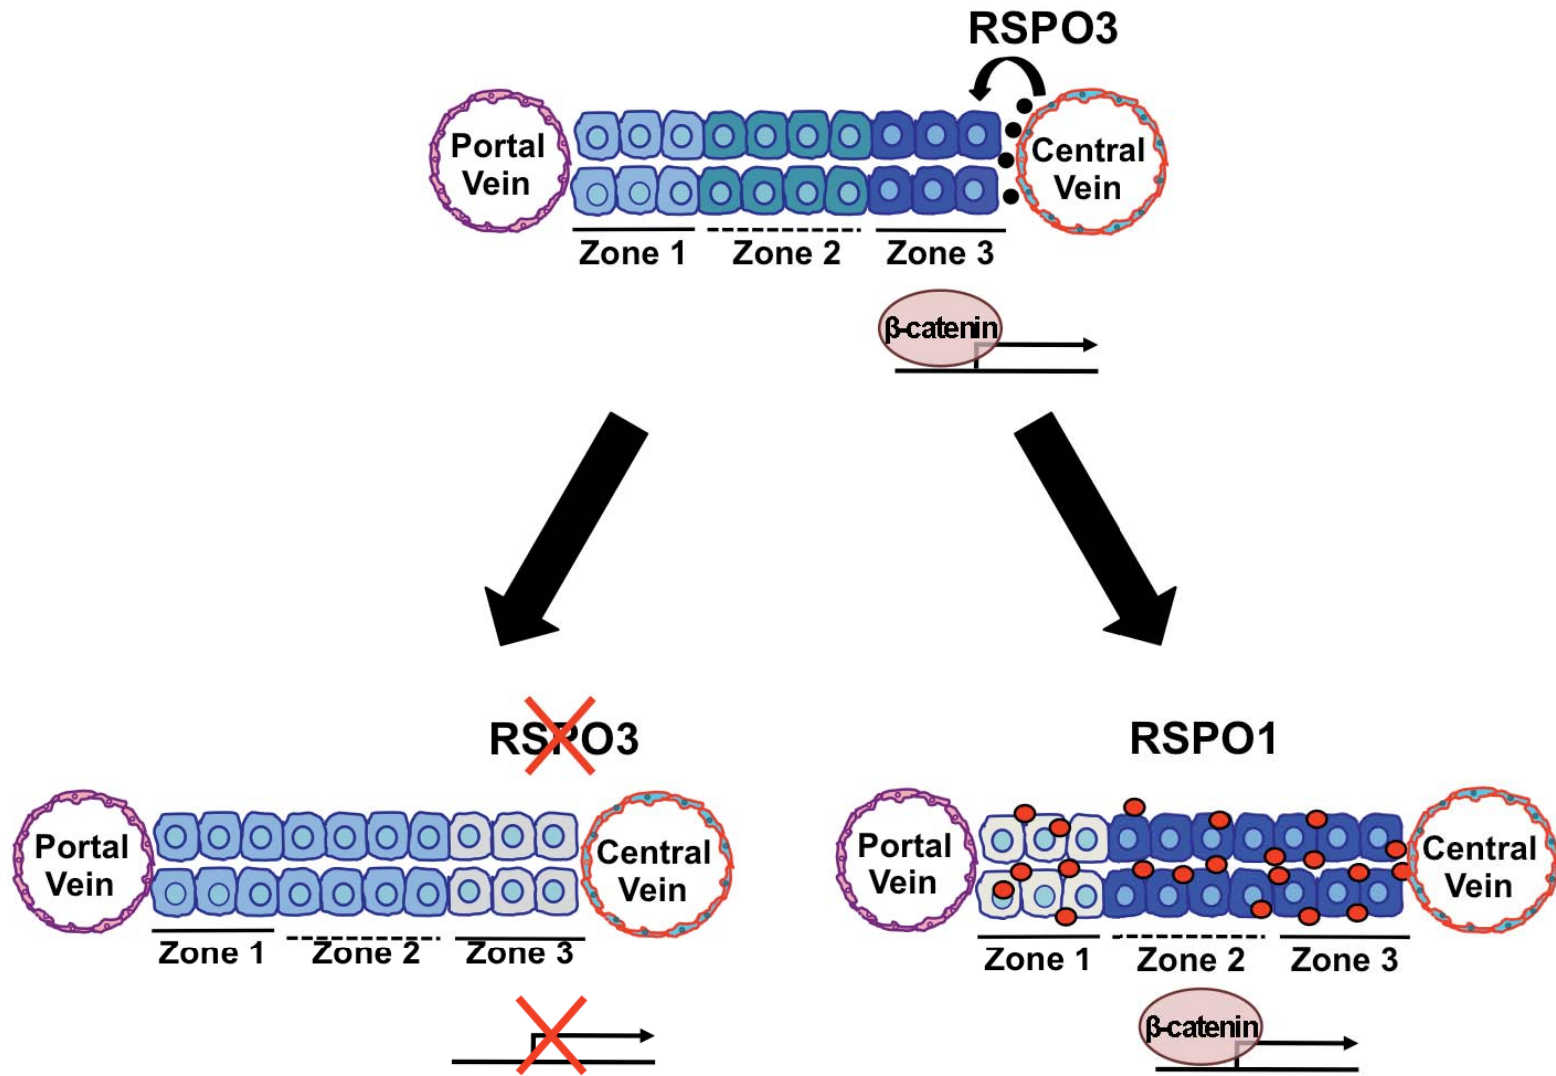 RSPO3
Portal
Vein
Central
Vein
Zone 1
Zone 2
Zone 3
β-catenin
RSPO3
Portal
Vein
Central
Vein
Zone 1
Zone 2
Zone 3
RSPO1
Portal
Vein
Central
Vein
Zone 1
Zone 2
Zone 3
β-catenin